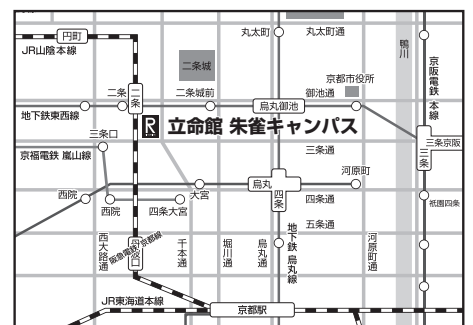 丸太町
丸太町通
円町
JR山陰本線
鴨川
京阪電鉄 本線
二条城
京都市役所
二条
二条
二条城前
烏丸御池
御池通
地下鉄東西線
R 立命館 朱雀キャンパス
三条口
三条通
三条京阪
三条
京福電鉄 嵐山線
河原町
西院
大宮
烏丸
四条
四条通
祇園四条
西院
四条大宮
五条通
西大路通
阪急電鉄 京都線
丹波口
千本通
堀川通
烏丸通
地下鉄 烏丸線
河原町通
JR東海道本線
京都駅